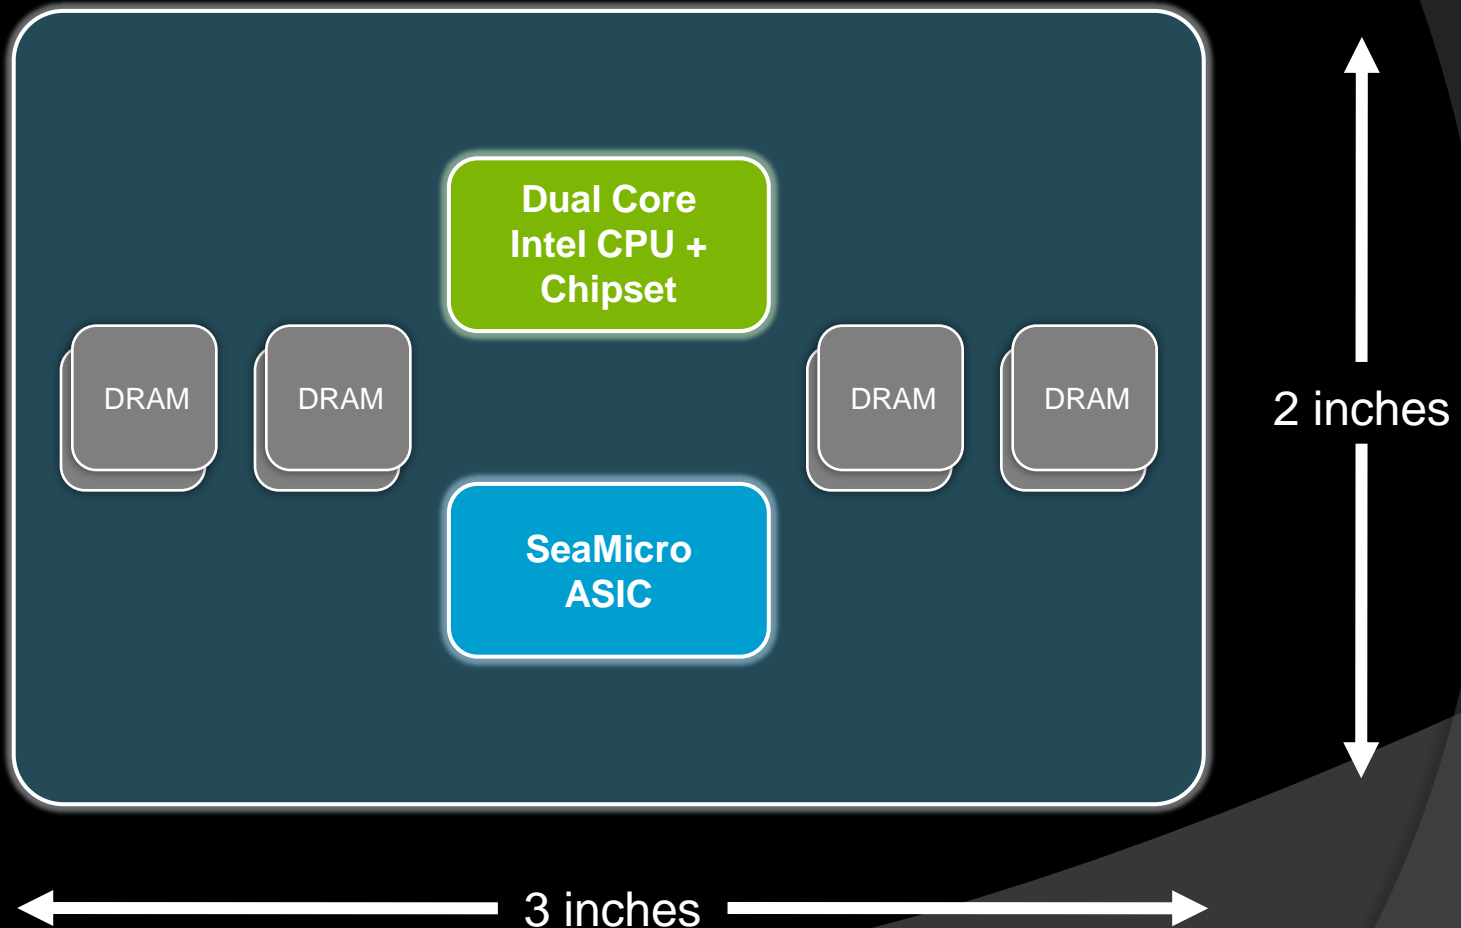 Dual Core
Intel CPU +
Chipset
DRAM
DRAM
DRAM
DRAM
2 inches
SeaMicro
ASIC
3 inches